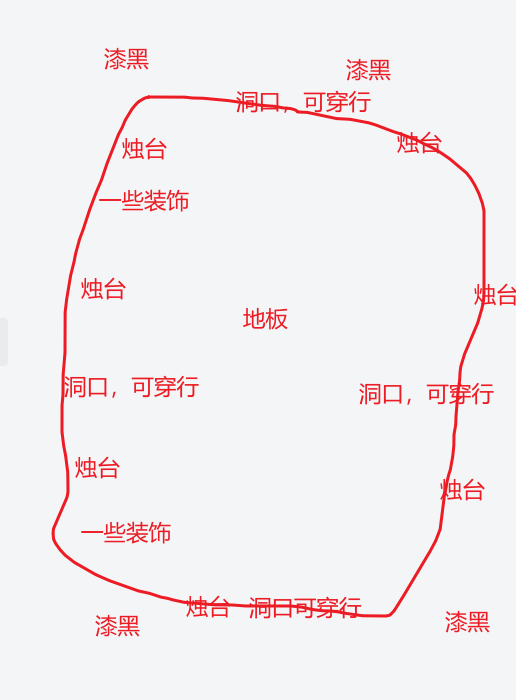 漆黑
漆黑
洞口，可穿行
烛台
烛台
一些装饰
烛台
烛台
地板
洞口，可穿行
洞口，可穿行
烛台
烛台
一些装饰
烛台
洞口可穿行
漆黑
漆黑